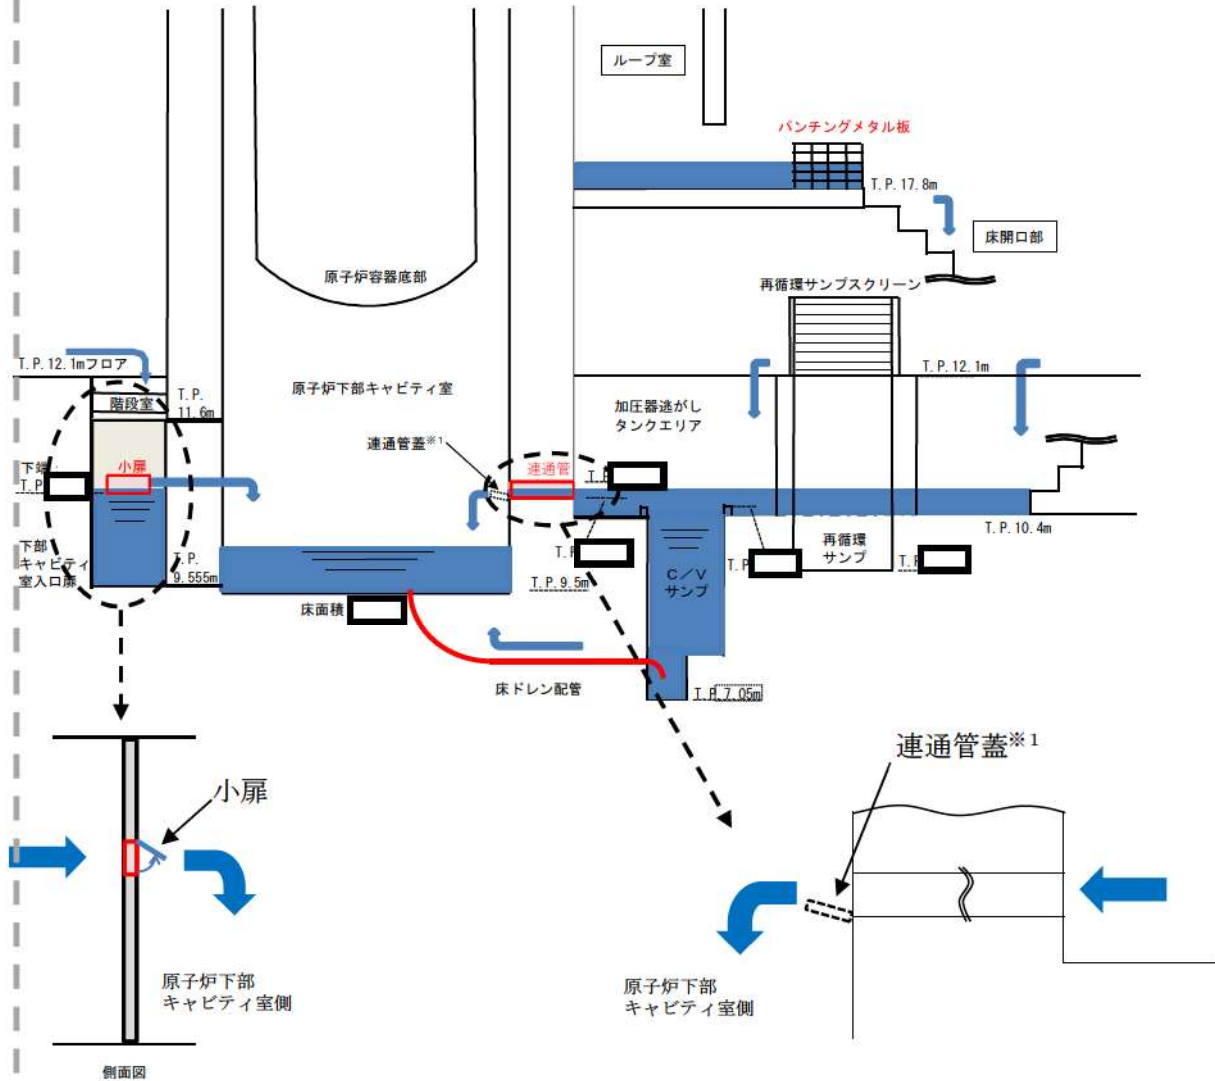 ループ室
パンチングメタル板
T.P.17.8m
床開口部
原子炉容器底部
再循環サンプスクリーン
T.P.12.1mフロア
T.P.12.1m
階段室
T.P.
11.6m
原子炉下部キャビティ室
加圧器逃がし
タンクエリア
連通管蓋※1
連通管
小扉
下端
T.P
T.P
T.P.10.4m
下部
キャビティ
室入口扉
T.P.
9.555m
T.P
T.P.9.5m
C/V
サンプ
T.P
再循環
サンプ
T.P
床面積
床ドレン配管
T.P.7.05m
連通管蓋※1
小扉
原子炉下部
キャビティ室側
原子炉下部
キャビティ室側
側面図